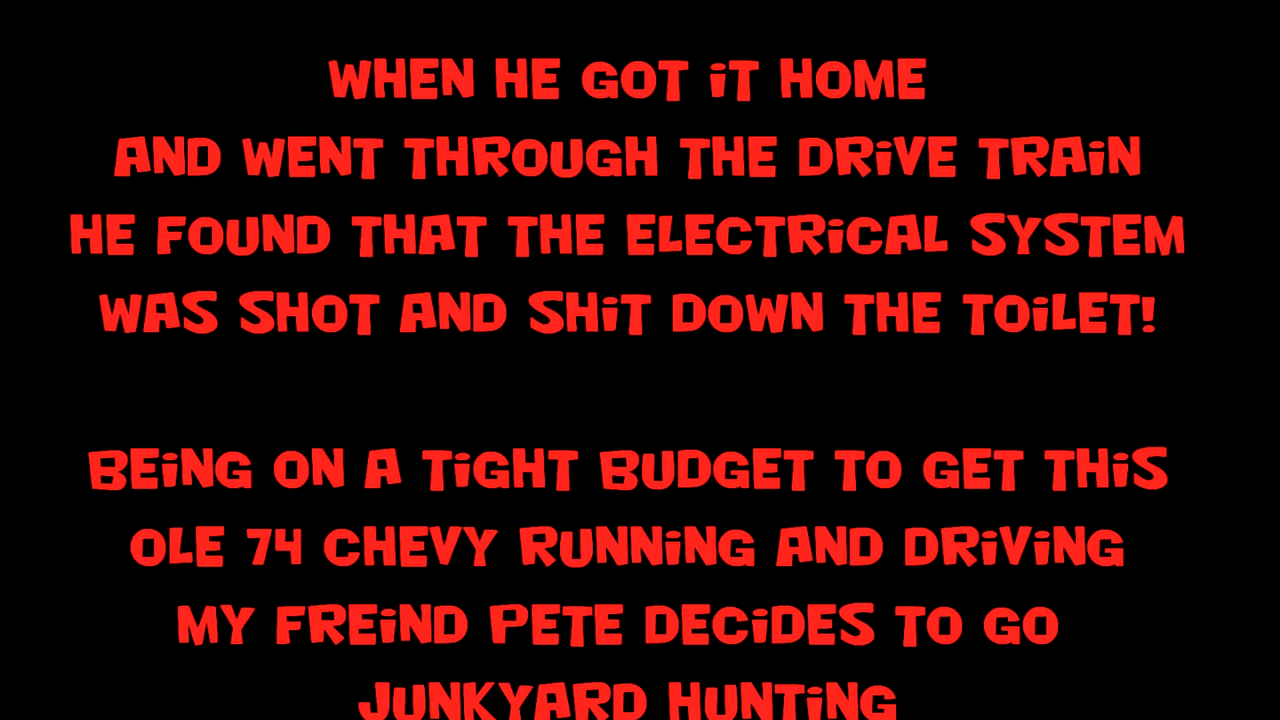 WHEN HE GOT iT HOME
AND WENT THROUGH THE DRiVE TRAiN
HE FOUND THAT THE ELECTRiCAL SYSTEM
WAS SHOT AND SHiT DOWN THE TOiLET!
BEiNG ON A TiGHT BUDGET TO GET THiS
OLE 74 CHEVY RUNNiNG AND DRiViNG
MY FREiND PETE DECiDES TO GO
JUNKYARD HUNTiNG